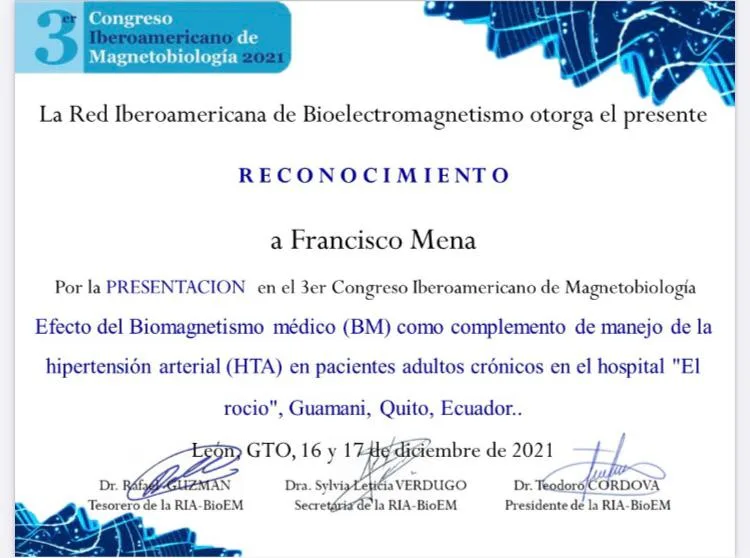 3er Congreso
Iberoamericano de
Magnetobiología 2021
La Red Iberoamericana de Bioelectromagnetismo otorga el presente
RECONOCIMIENTO
a Francisco Mena
Por la PRESENTACION en el 3er Congreso Iberoamericano de Magnetobiología
Efecto del Biomagnetismo médico (BM) como complemento de manejo de la
hipertensión arterial (HTA) en pacientes adultos crónicos en el hospital "El
rocio", Guamani, Quito, Ecuador..
León, GTO, 16 y 17 de diciembre de 2021
Dr. Rafael GUZMAN
Dra. Sylvia Leticia VERDUGO
Dr. Teodoro CORDOVA
Tesorero de la RIA-BioEM
Secretaria de la RIA-BioEM
Presidente de la RIA-BioEM